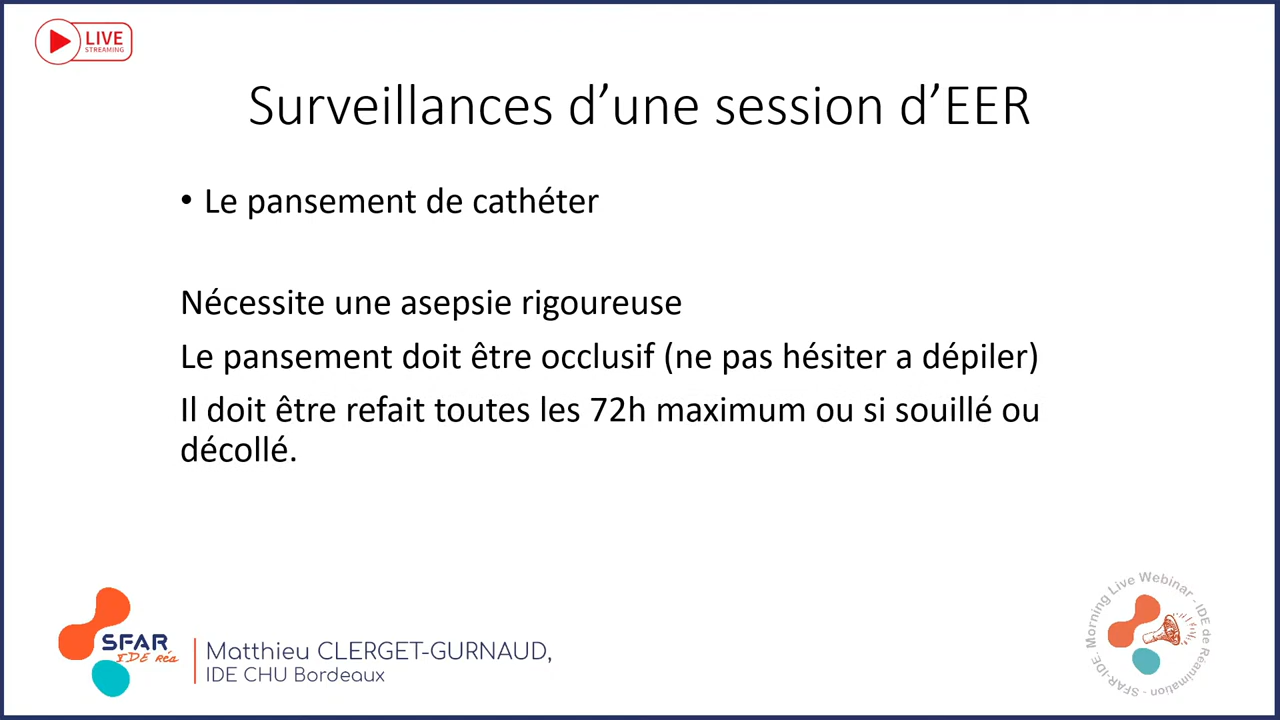 LIVE
STREAMING
Surveillances d’une session d’EER
• Le pansement de cathéter
Nécessite une asepsie rigoureuse
Le pansement doit être occlusif (ne pas hésiter a dépiler)
Il doit être refait toutes les 72h maximum ou si souillé ou
décollé.
SFAR
IDE Réa
Matthieu CLERGET-GURNAUD,
IDE CHU Bordeaux
SFAR-IDE. Morning Live Webinar - IDE de Réanimation -